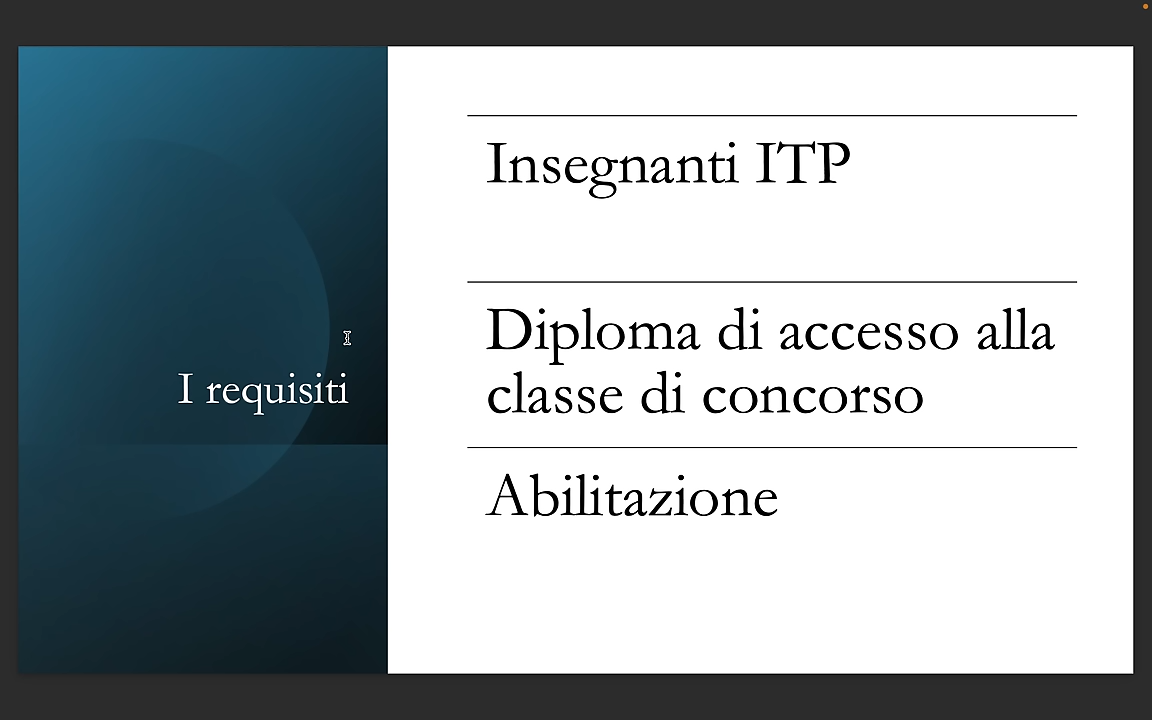 I requisiti
Insegnanti ITP
Diploma di accesso alla
classe di concorso
Abilitazione